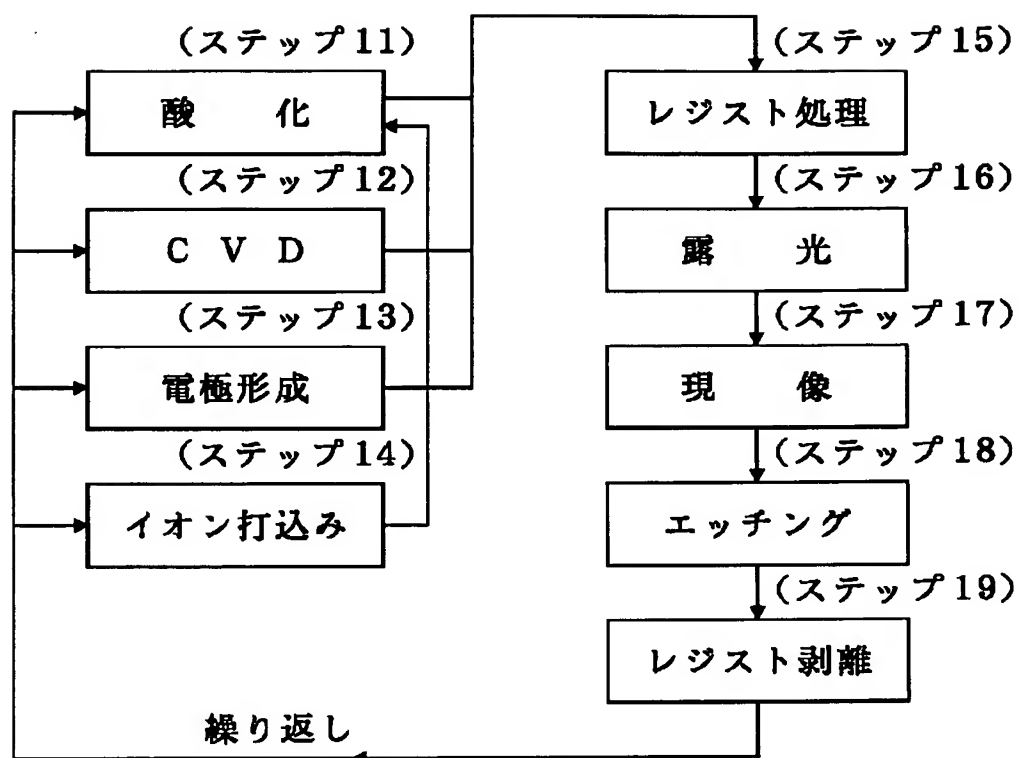 (ステップ11)
酸化
(ステップ12)
CVD
(ステップ13)
電極形成
(ステップ14)
イオン打込み
(ステップ15)
レジスト処理
(ステップ16)
露光
(ステップ17)
現像
(ステップ18)
エッチング
(ステップ19)
レジスト剥離
繰り返し